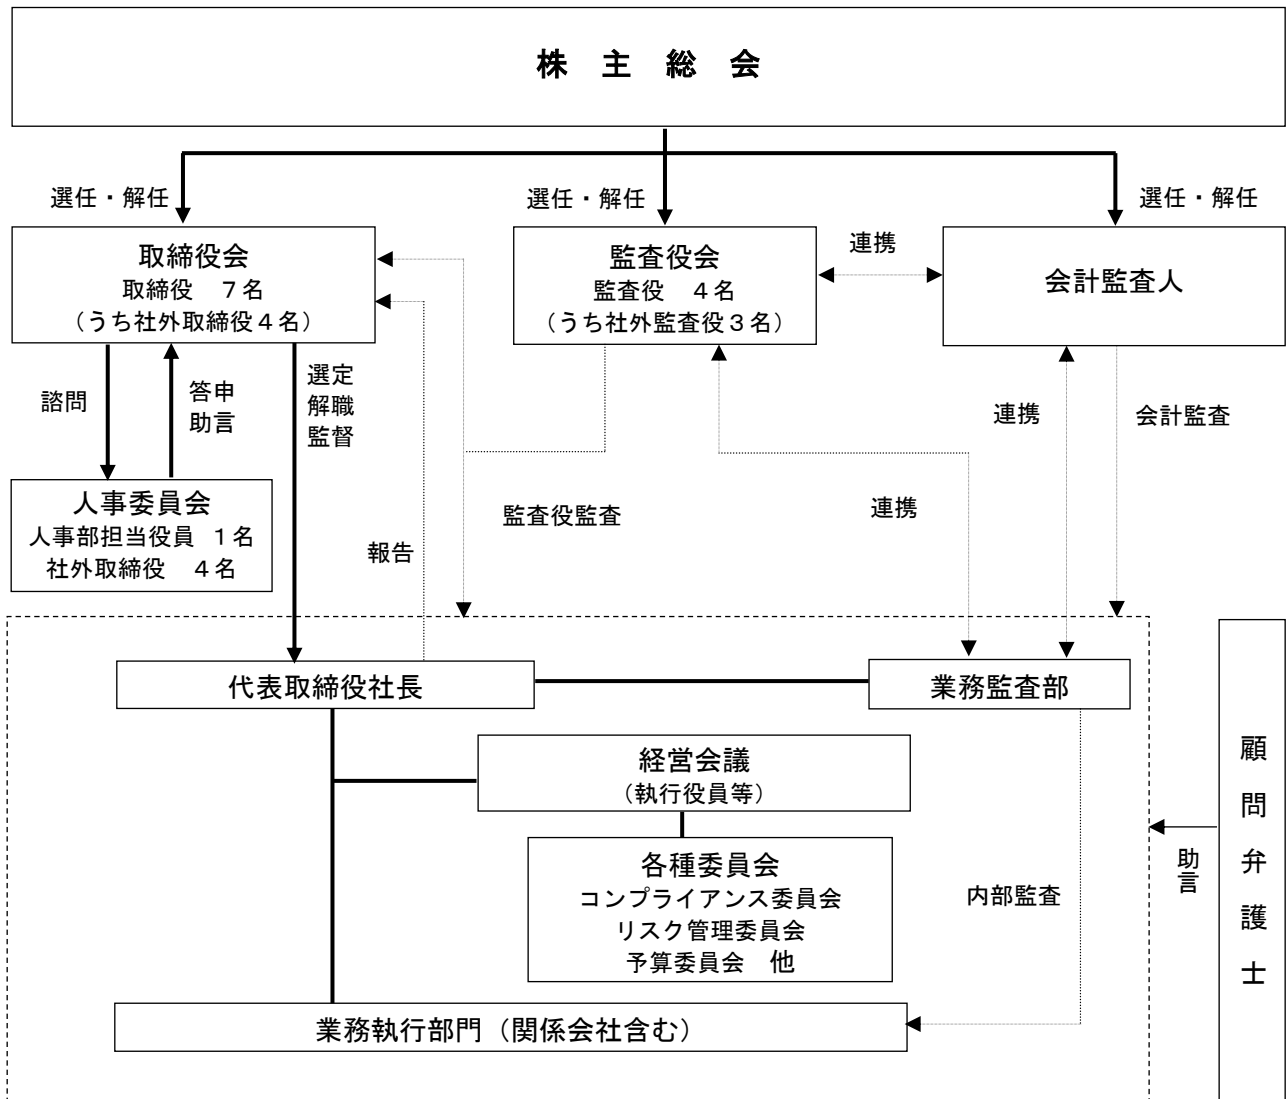 株　主　総　会
選任・解任
選任・解任
選任・解任
取締役会
取締役　７名
（うち社外取締役４名）
監査役会
監査役　４名
（うち社外監査役３名）
連携
会計監査人
諮問
答申
助言
選定
解職
監督
連携
会計監査
人事委員会
人事部担当役員　１名
社外取締役　４名
監査役監査
連携
報告
代表取締役社長
業務監査部
経営会議
（執行役員等）
各種委員会
コンプライアンス委員会
リスク管理委員会
予算委員会　他
内部監査
助言
顧問弁護士
業務執行部門（関係会社含む）